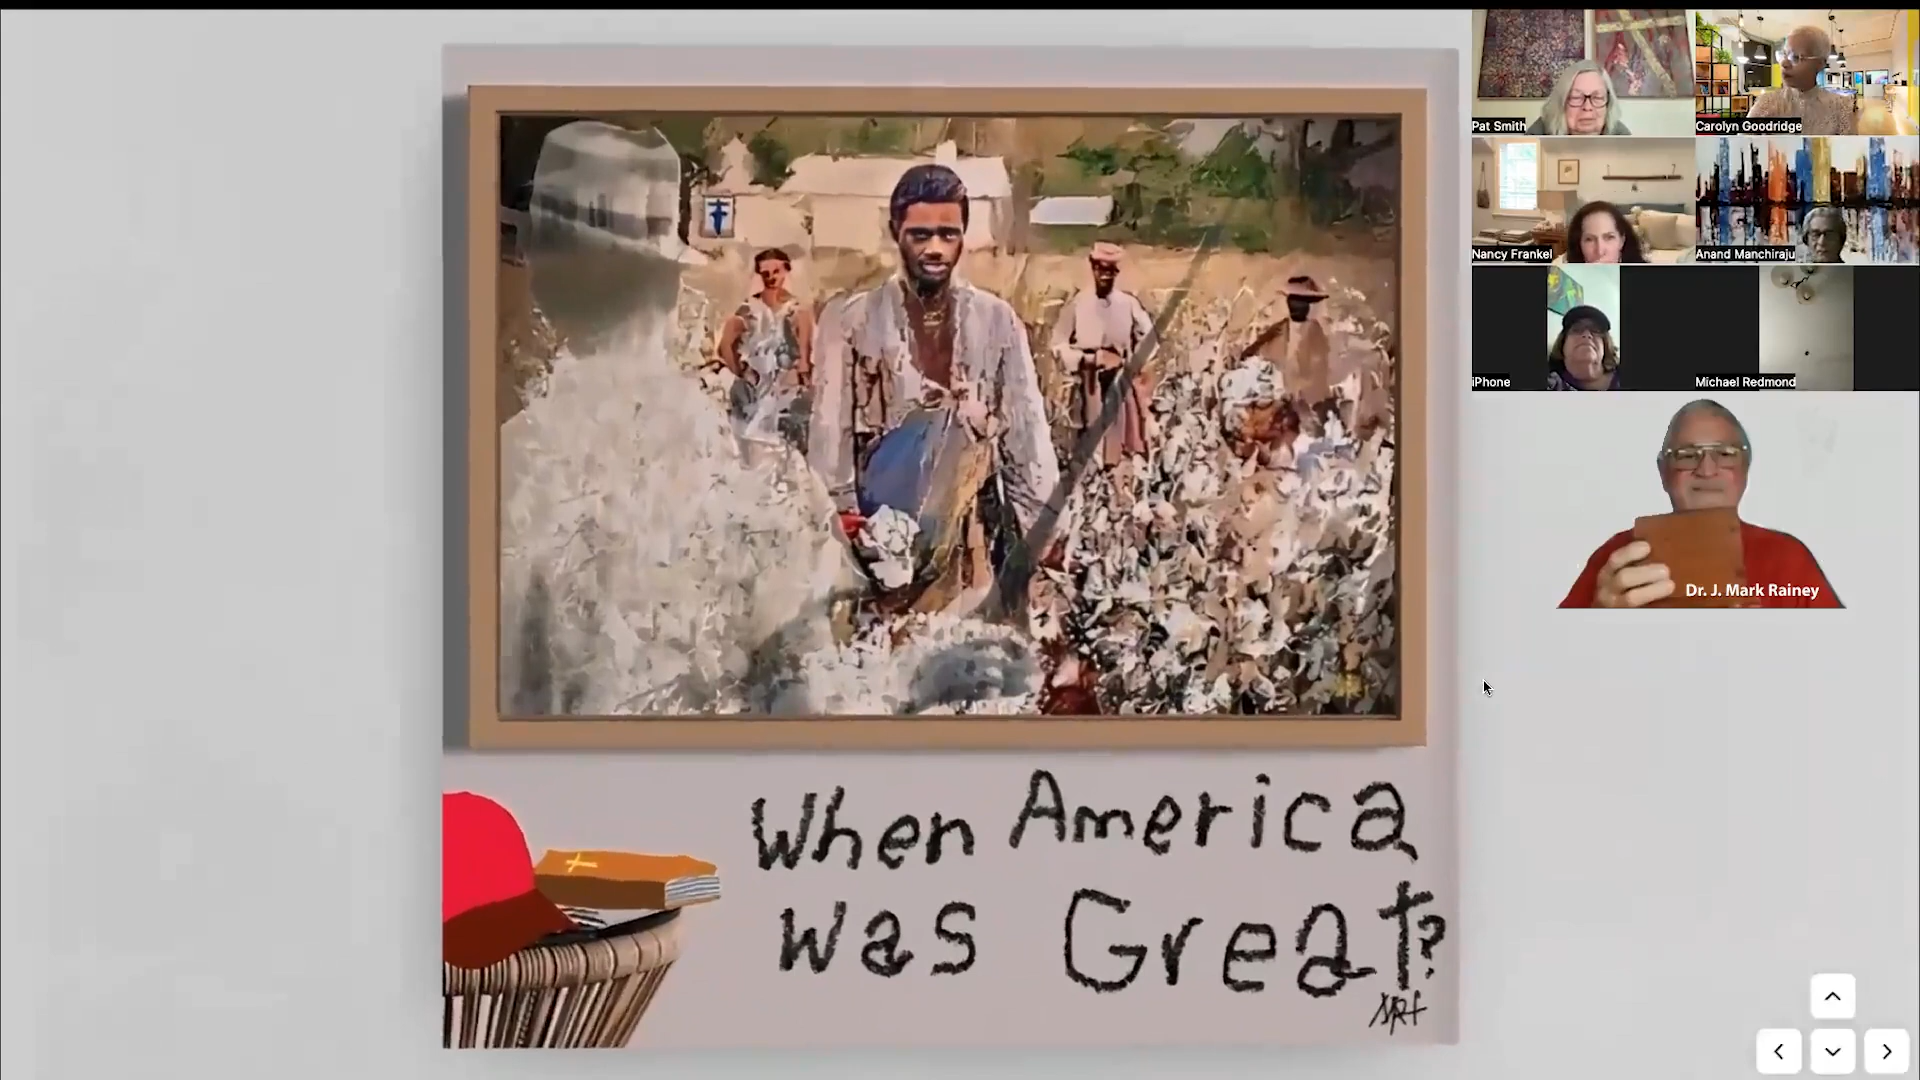 Pat Smith
Carolyn Goodridge
Nancy Frankel
Anand Manchiraju
iPhone
Michael Redmond
Dr. J. Mark Rainey
When America
was Great?